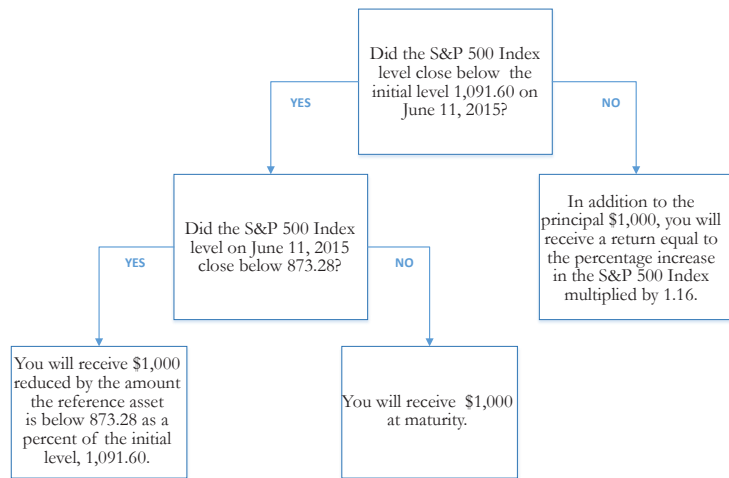 Did the S&P 500 Index
level close below the
initial level 1,091.60 on
June 11, 2015?
YES
NO
Did the S&P 500 Index
level on June 11, 2015
close below 873.28?
In addition to the
principal $1,000, you will
receive a return equal to
the percentage increase
in the S&P 500 Index
multiplied by 1.16.
YES
NO
You will receive $1,000
reduced by the amount
the reference asset
is below 873.28 as a
percent of the initial
level, 1,091.60.
You will receive $1,000
at maturity.